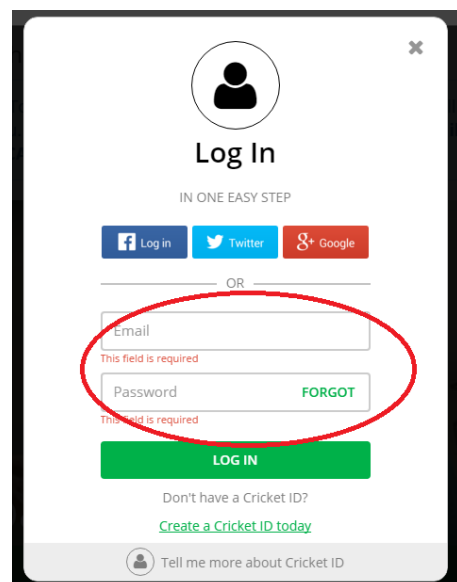 Log In
IN ONE EASY STEP
Log in Twitter Google
OR
Email
This field is required
Password FORGOT
This field is required
LOG IN
Don't have a Cricket ID?
Create a Cricket ID today
Tell me more about Cricket ID